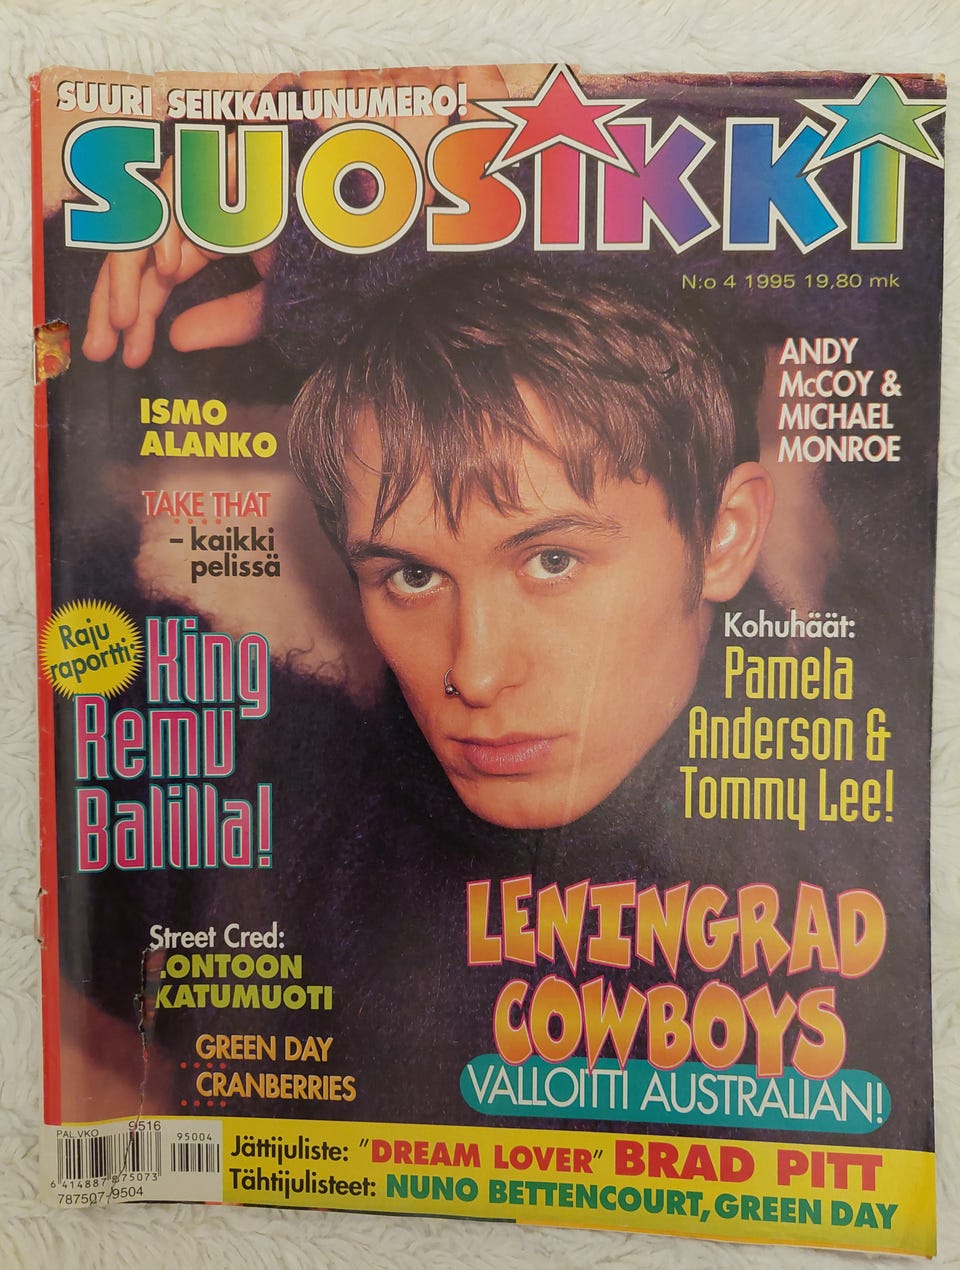 SUURI SEIKKAILUNUMERO!
SUOSIKKI
N:o 4 1995 19,80 mk
ANDY
McCOY &
MICHAEL
MONROE
ISMO
ALANKO
TAKE THAT
– kaikki
pelissä
Raju
raportti:
King
Remu
Balilla!
Kohuhäät:
Pamela
Anderson &
Tommy Lee!
LENINGRAD
COWBOYS
VALLOITTI AUSTRALIAN!
Street Cred:
LONTOON
KATUMUOTI
GREEN DAY
CRANBERRIES
PAL.VKO 9516
95004
6 414887 875073
787507-9504
Jättijuliste: "DREAM LOVER" BRAD PITT
Tähtijulisteet: NUNO BETTENCOURT, GREEN DAY